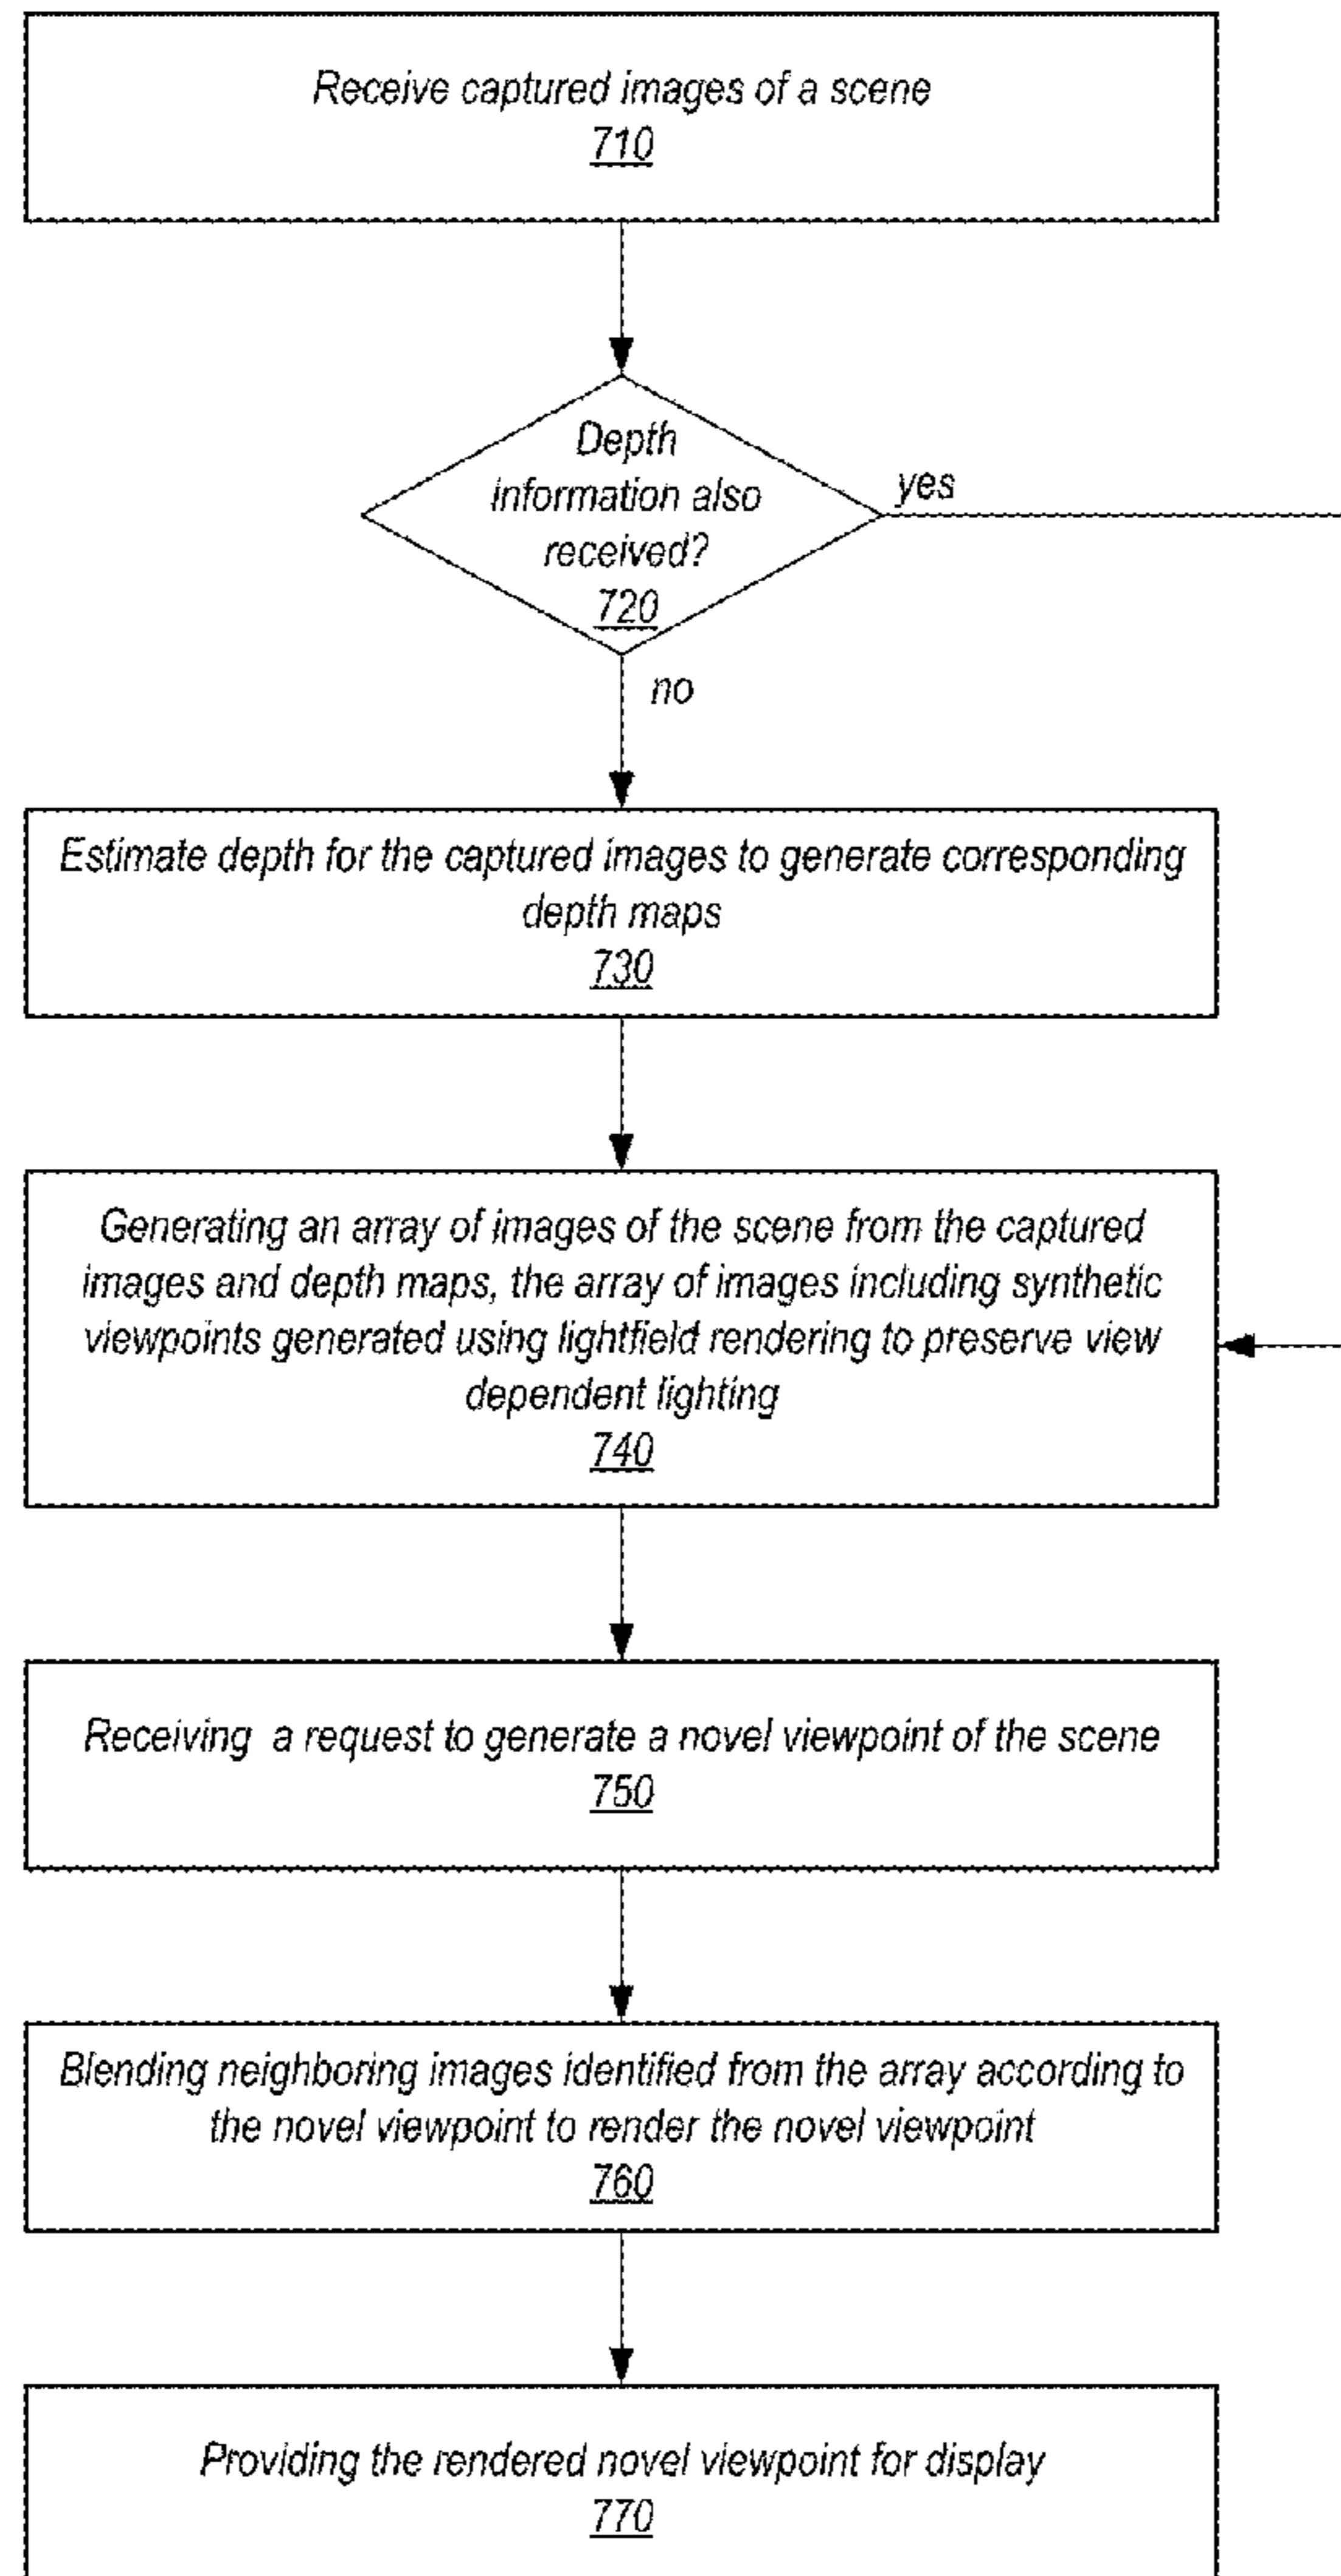 Receive captured images of a scene
710
Depth
information also
received?
720
yes
no
Estimate depth for the captured images to generate corresponding
depth maps
730
Generating an array of images of the scene from the captured
images and depth maps, the array of images including synthetic
viewpoints generated using lightfield rendering to preserve view
dependent lighting
740
Receiving a request to generate a novel viewpoint of the scene
750
Blending neighboring images identified from the array according to
the novel viewpoint to render the novel viewpoint
760
Providing the rendered novel viewpoint for display
770